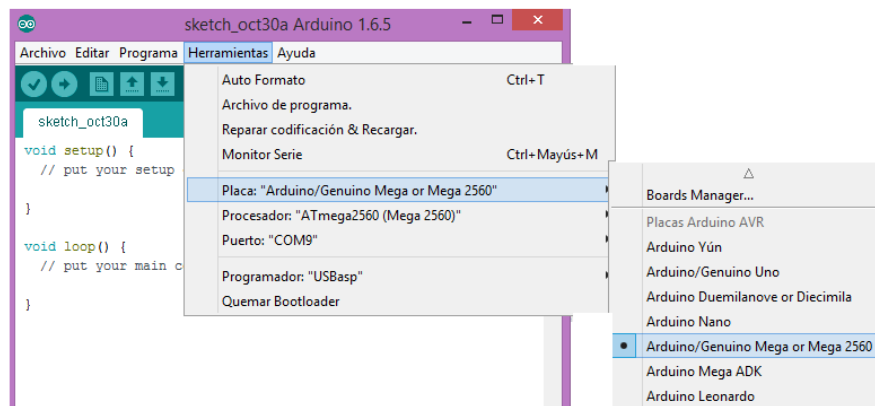 sketch_oct30a Arduino 1.6.5
Archivo Editar Programa Herramientas Ayuda
sketch_oct30a
void setup() {
// put your setup
}
void loop() {
// put your main c
}
Auto Formato Ctrl+T
Archivo de programa.
Reparar codificación & Recargar.
Monitor Serie Ctrl+Mayús+M
Placa: "Arduino/Genuino Mega or Mega 2560"
Procesador: "ATmega2560 (Mega 2560)"
Puerto: "COM9"
Programador: "USBasp"
Quemar Bootloader
Boards Manager...
Placas Arduino AVR
Arduino Yún
Arduino/Genuino Uno
Arduino Duemilanove or Diecimila
Arduino Nano
Arduino/Genuino Mega or Mega 2560
Arduino Mega ADK
Arduino Leonardo